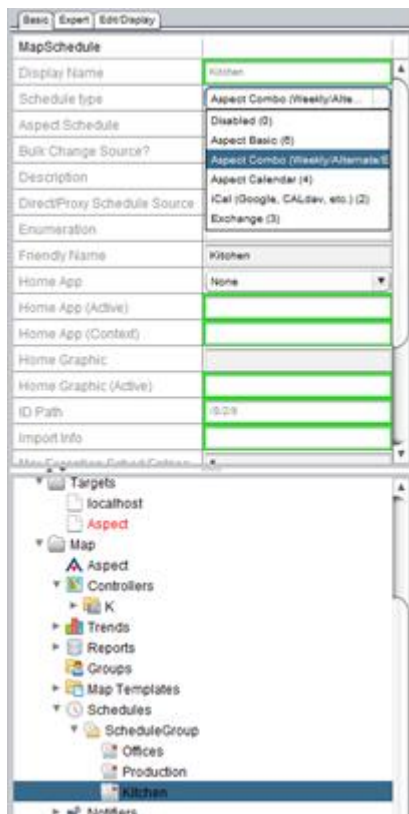 Basic Expert Edit/Display
MapSchedule
Display Name Kitchen
Schedule type Aspect Combo (Weekly/Alte...
Aspect Schedule Disabled (0)
Aspect Basic (6)
Bulk Change Source? Aspect Combo (Weekly/Alternate/E
Description Aspect Calendar (4)
Direct/Proxy Schedule Source iCal (Google, CALdev, etc.) (2)
Enumeration Exchange (3)
Friendly Name Kitchen
Home App None
Home App (Active)
Home App (Context)
Home Graphic
Home Graphic (Active)
ID Path /0/2/9
Import Info
Targets
localhost
Aspect
Map
Aspect
Controllers
K
Trends
Reports
Groups
Map Templates
Schedules
ScheduleGroup
Offices
Production
Kitchen
Notifiers